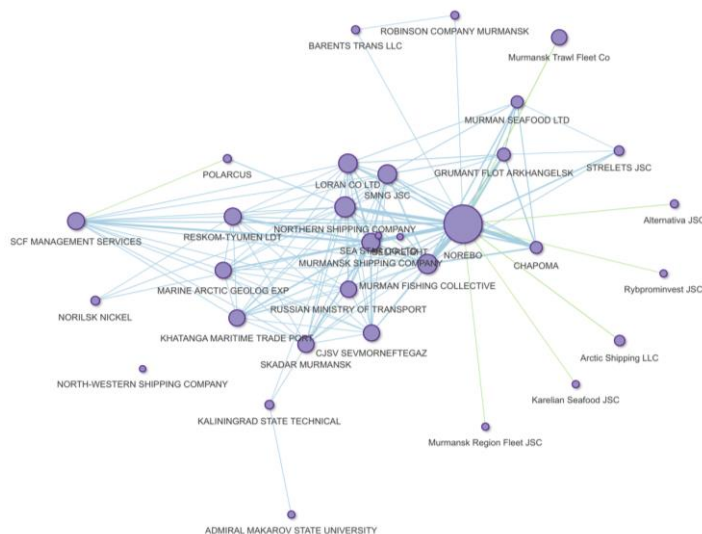 ROBINSON COMPANY MURMANSK
BARENTS TRANS LLC
Murmansk Trawl Fleet Co
MURMAN SEAFOOD LTD
STRELETS JSC
GRUMANT FLOT ARKHANGELSK
POLARCUS
LORAN CO LTD
SMNG JSC
Alternativa JSC
NORTHERN SHIPPING COMPANY
SCF MANAGEMENT SERVICES
RESKOM-TYUMEN LDT
SEA STAR
NOREBO
CHAPOMA
MURMANSK SHIPPING COMPANY
Rybprominvest JSC
MARINE ARCTIC GEOLOG EXP
MURMAN FISHING COLLECTIVE
RUSSIAN MINISTRY OF TRANSPORT
NORILSK NICKEL
KHATANGA MARITIME TRADE PORT
CJSV SEVMORNEFTEGAZ
Arctic Shipping LLC
SKADAR MURMANSK
NORTH-WESTERN SHIPPING COMPANY
Karelian Seafood JSC
KALININGRAD STATE TECHNICAL
Murmansk Region Fleet JSC
ADMIRAL MAKAROV STATE UNIVERSITY